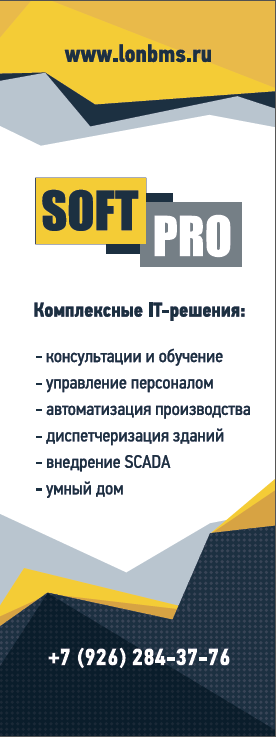 www.lonbms.ru
SOFT
PRO
Комплексные IT-решения:
- консультации и обучение
- управление персоналом
- автоматизация производства
- диспетчеризация зданий
- внедрение SCADA
- умный дом
+7 (926) 284-37-76